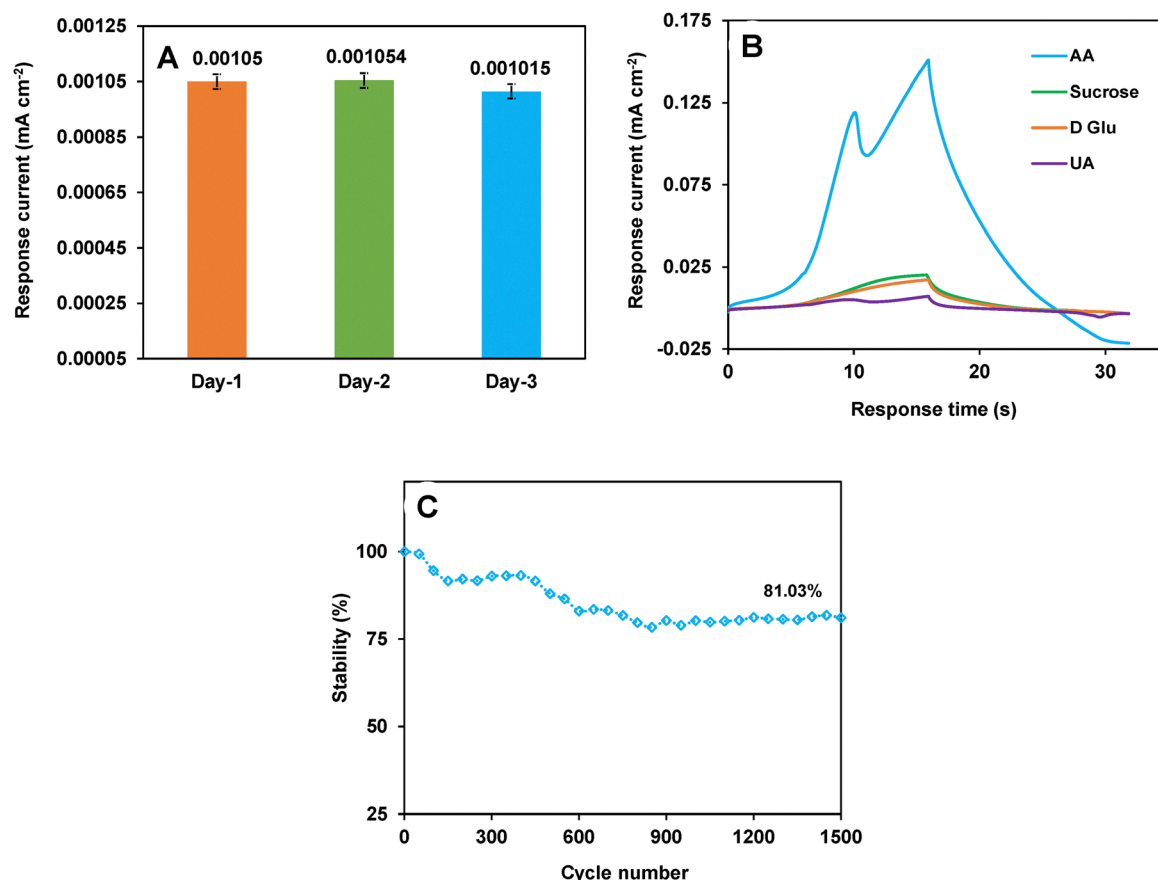 A
0.00105
0.001054
0.001015
Response current (mA cm⁻²)
0.00125
0.00105
0.00085
0.00065
0.00045
0.00025
0.00005
Day-1
Day-2
Day-3
B
AA
Sucrose
D Glu
UA
Response current (mA cm⁻²)
0.175
0.125
0.075
0.025
-0.025
0
10
20
30
Response time (s)
C
81.03%
Stability (%)
100
75
50
25
0
300
600
900
1200
1500
Cycle number